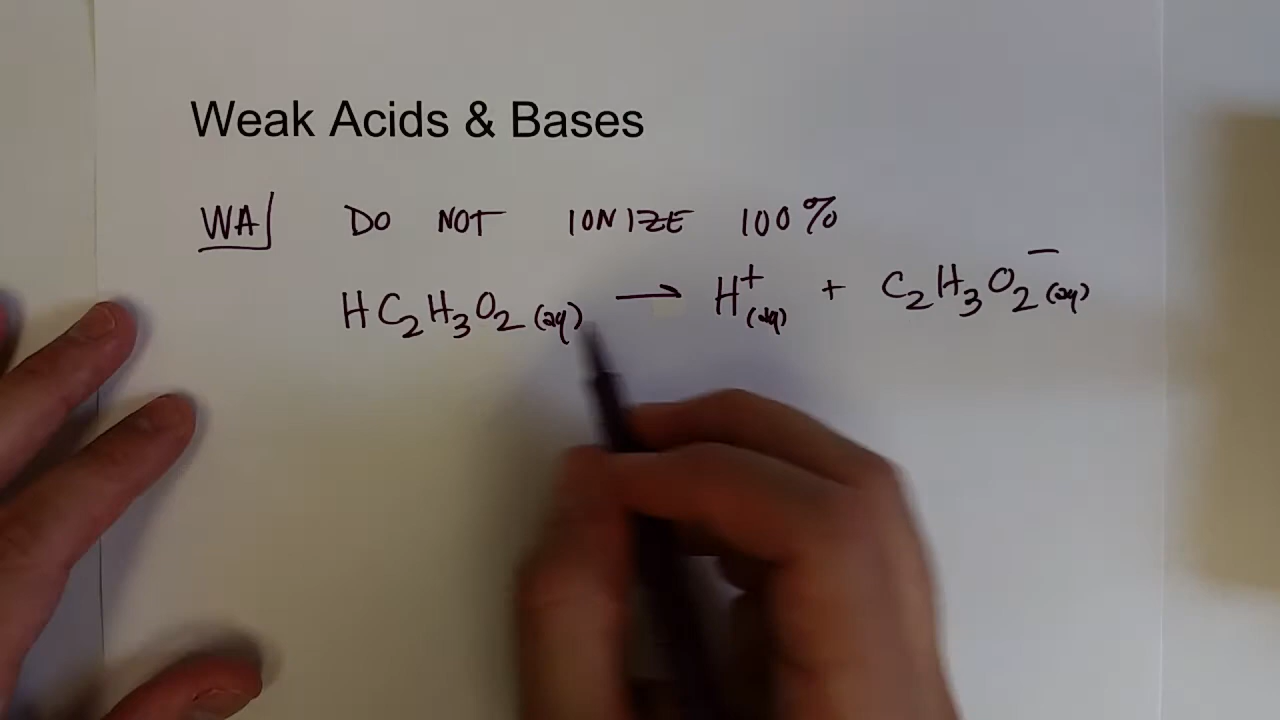 Weak Acids & Bases
WA DO NOT IONIZE 100%
HC₂H₃O₂ (aq) → H⁺(aq) + C₂H₃O₂⁻(aq)